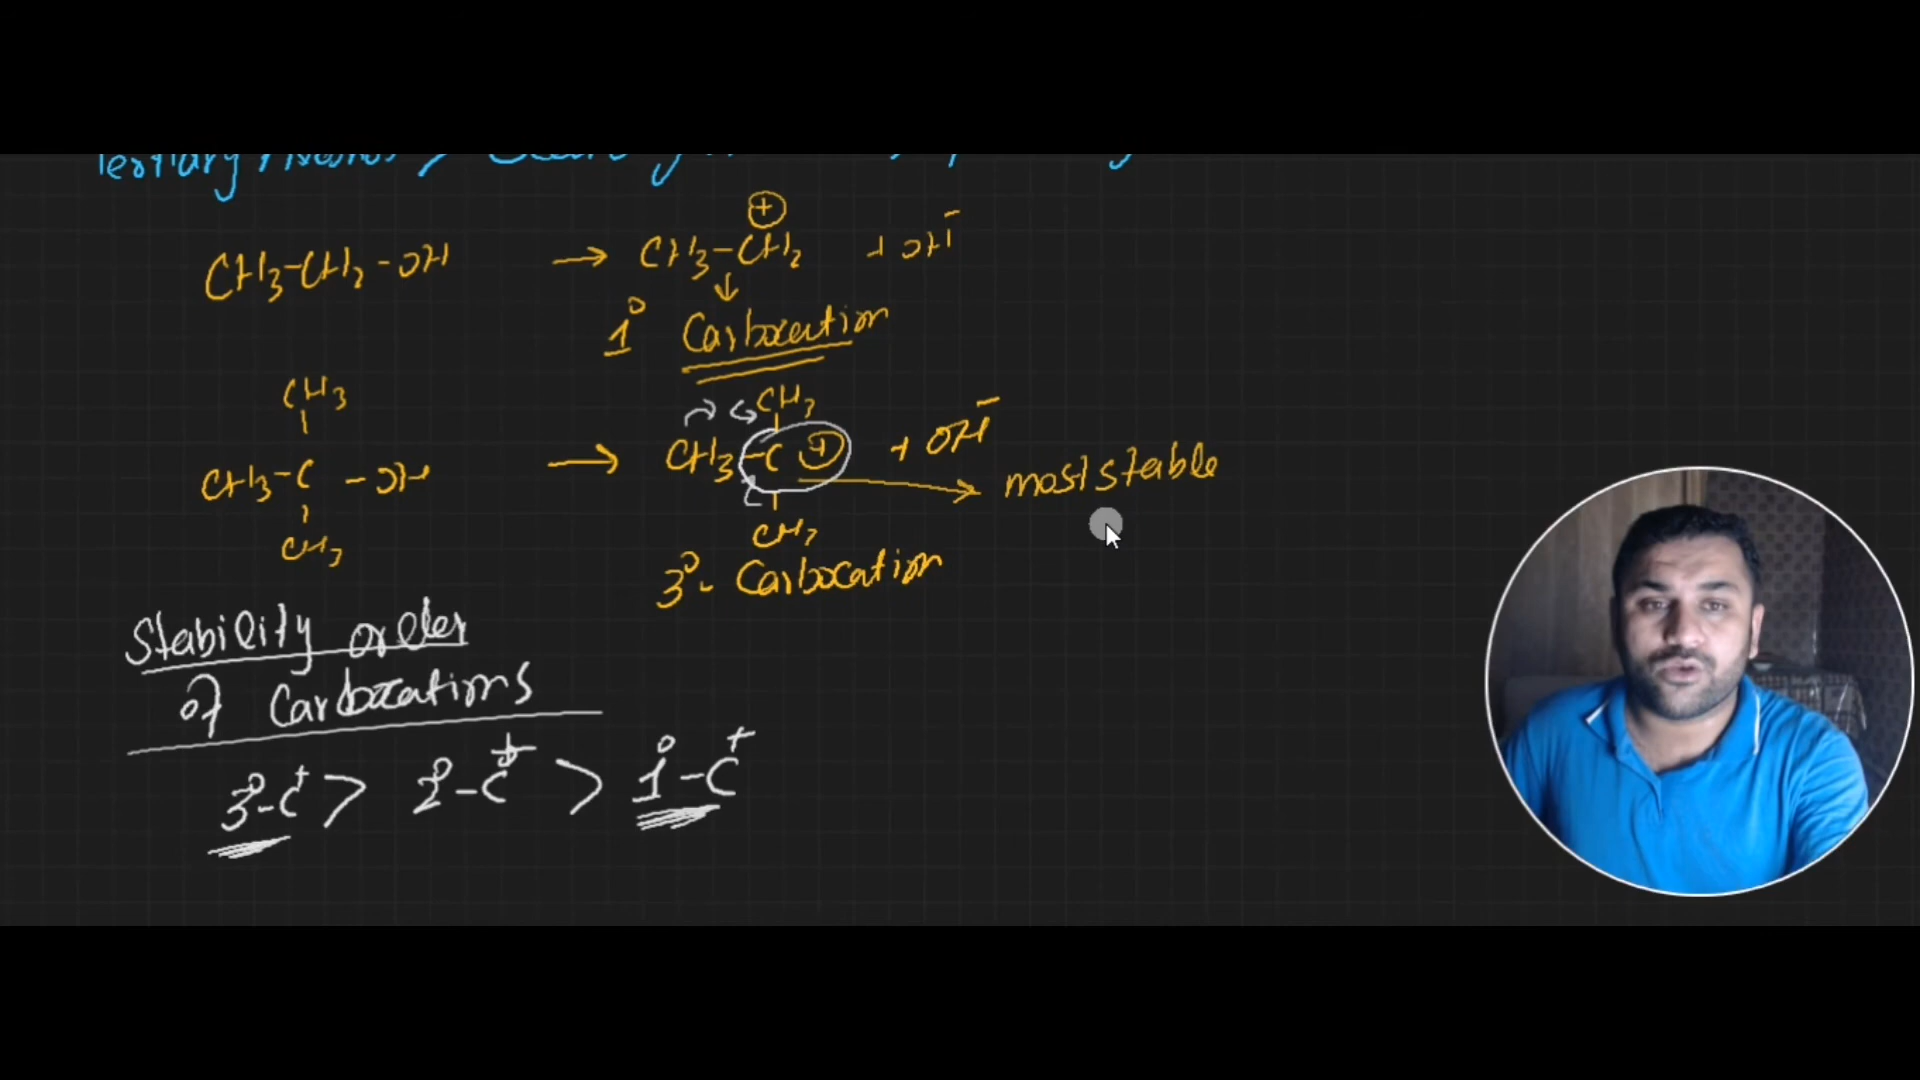 Tertiary >
CH3-CH2-OH → CH3-CH2 + OH-
+
1° Carbocation
CH3
CH3-C-OH → CH3-C+ + OH- → most stable
CH3
CH3
CH3
3°- Carbocation
Stability order
of Carbocations
3°-C+ > 2°-C+ > 1°-C+